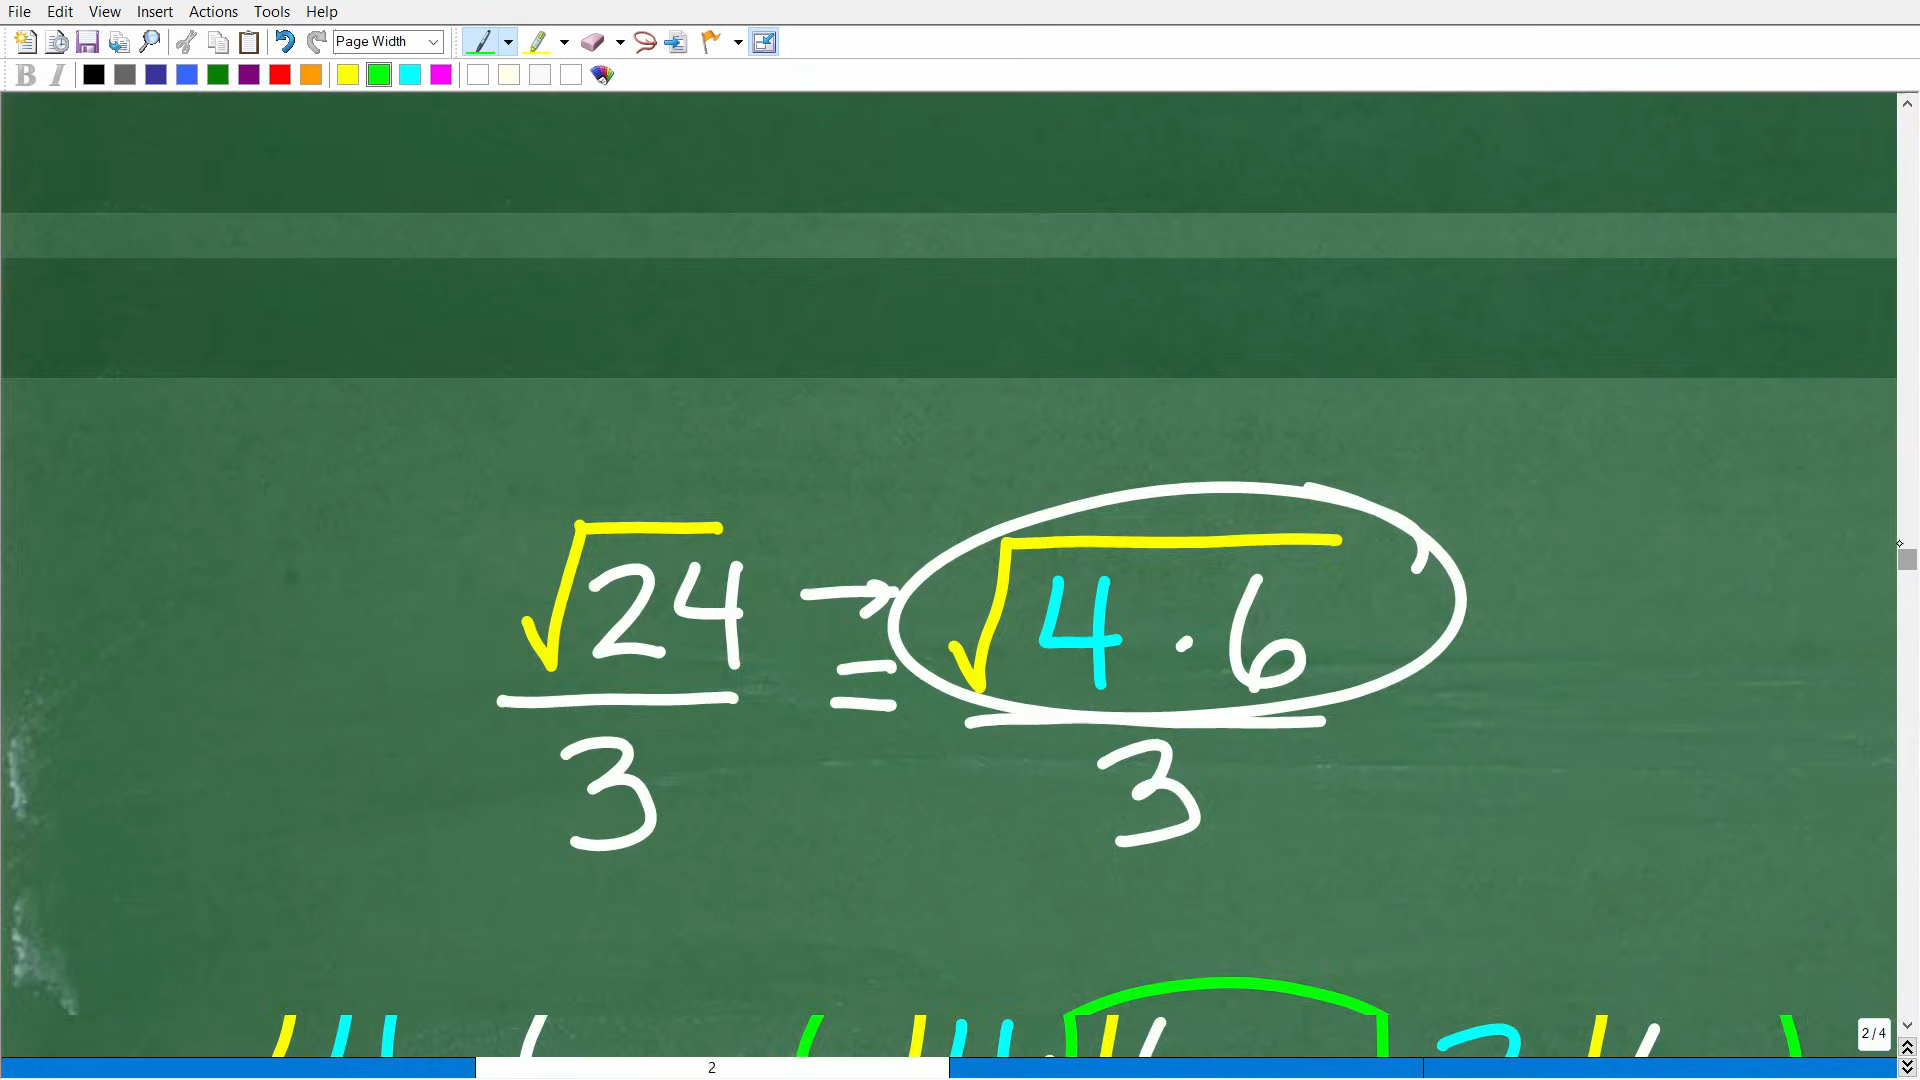 File Edit View Insert Actions Tools Help
Page Width
B I
√24 → √4 · 6
=
3 3
2 / 4
2